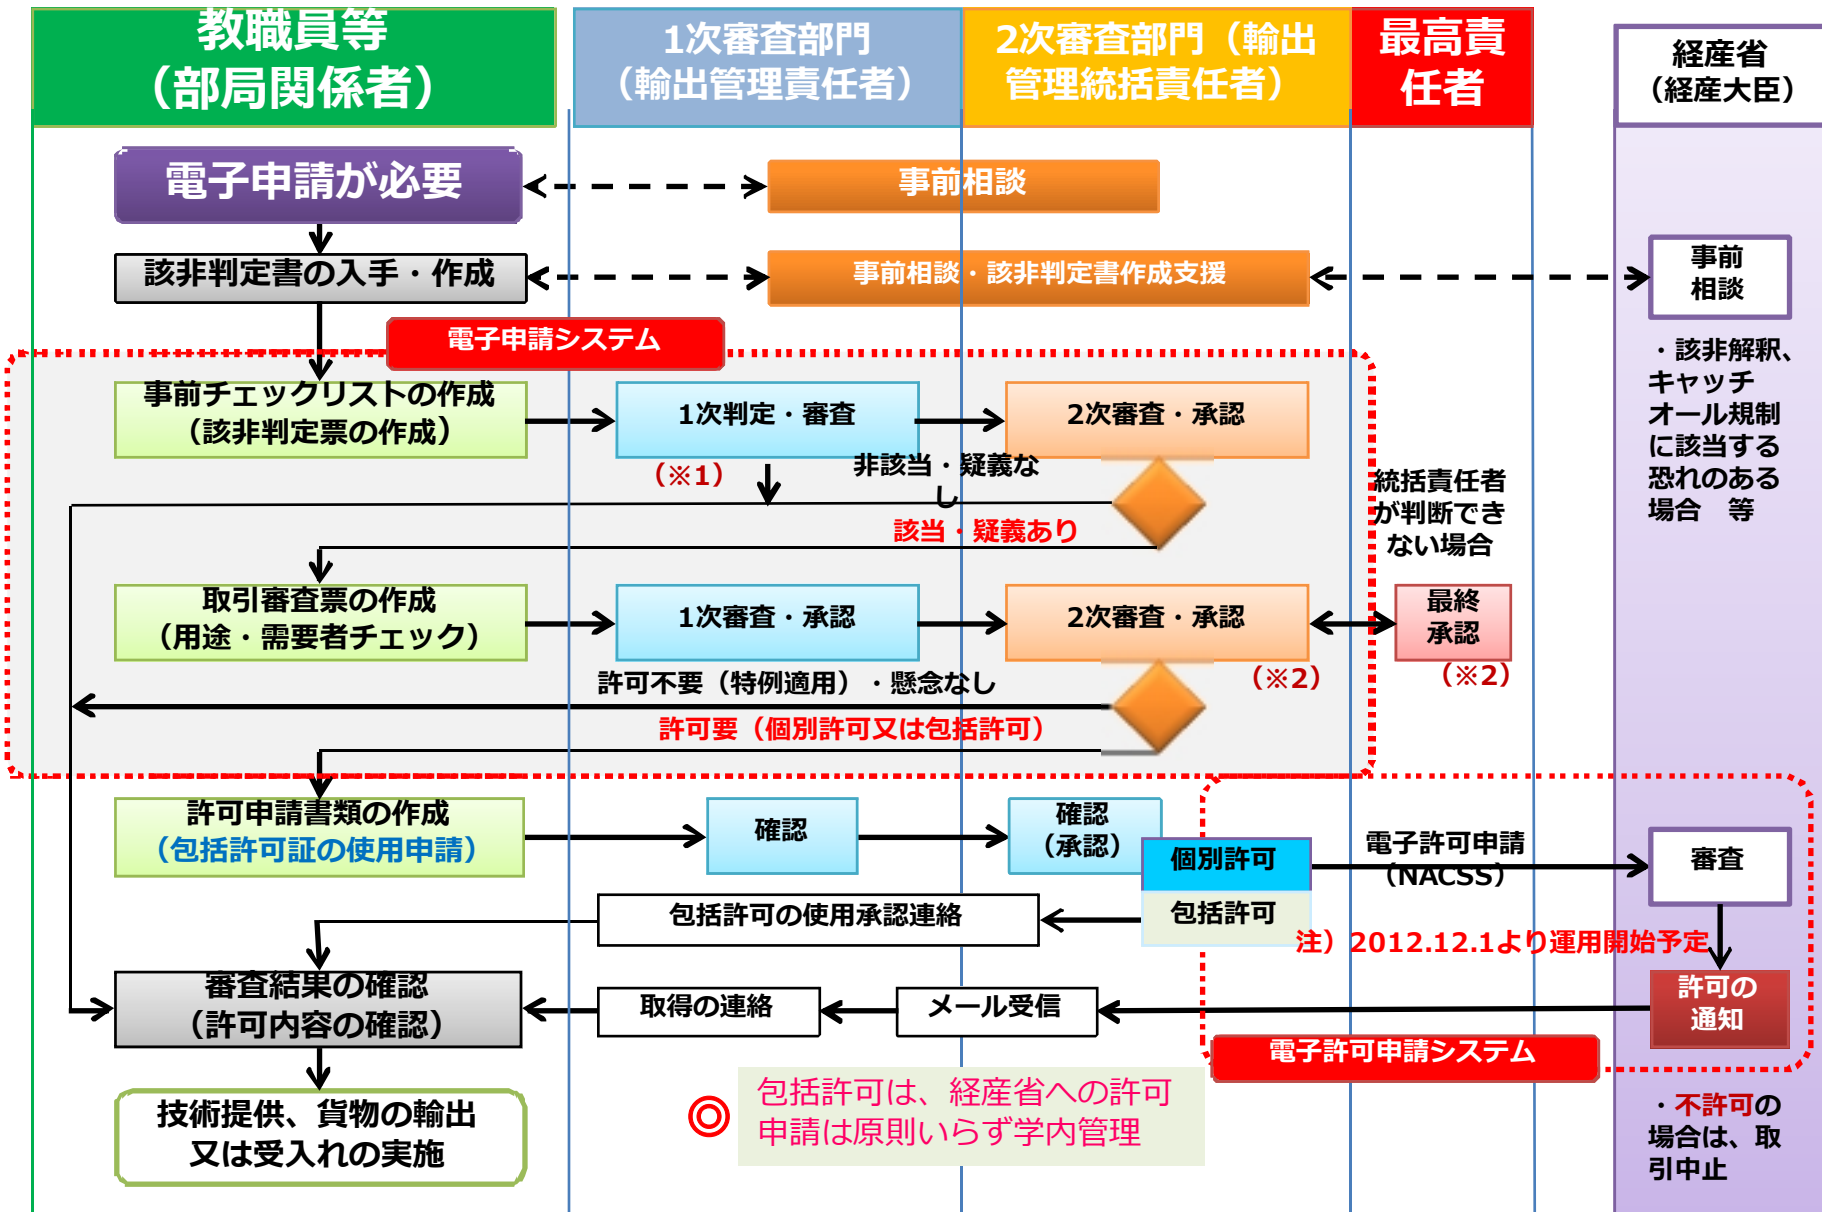 教職員等
（部局関係者）
1次審査部門
（輸出管理責任者）
2次審査部門（輸出
管理統括責任者）
最高責
任者
経産省
（経産大臣）
電子申請が必要
事前相談
該非判定書の入手・作成
事前相談・該非判定書作成支援
事前
相談
電子申請システム
・該非解釈、
キャッチ
オール規制
に該当する
恐れのある
場合　等
事前チェックリストの作成
（該非判定票の作成）
1次判定・審査
2次審査・承認
（※1）
非該当・疑義な
し
該当・疑義あり
統括責任者
が判断でき
ない場合
取引審査票の作成
（用途・需要者チェック）
1次審査・承認
2次審査・承認
最終
承認
（※2）
（※2）
許可不要（特例適用）・懸念なし
許可要（個別許可又は包括許可）
許可申請書類の作成
（包括許可証の使用申請）
確認
確認
（承認）
個別許可
包括許可
電子許可申請
（NACSS）
審査
包括許可の使用承認連絡
注）2012.12.1より運用開始予定
審査結果の確認
（許可内容の確認）
取得の連絡
メール受信
許可の
通知
電子許可申請システム
技術提供、貨物の輸出
又は受入れの実施
◎
包括許可は、経産省への許可
申請は原則いらず学内管理
・不許可の
場合は、取
引中止